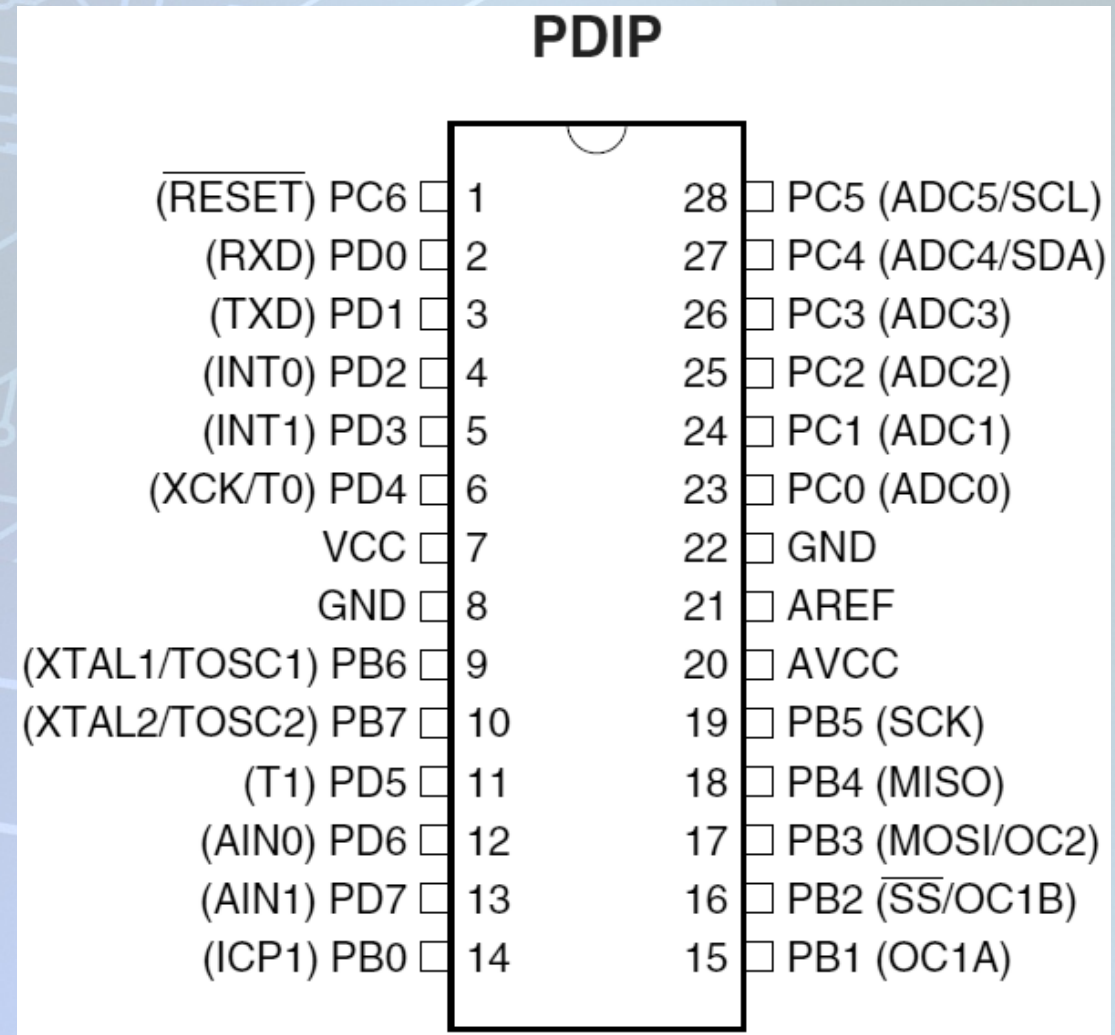 PDIP
(RESET) PC6 1 28 PC5 (ADC5/SCL)
(RXD) PD0 2 27 PC4 (ADC4/SDA)
(TXD) PD1 3 26 PC3 (ADC3)
(INT0) PD2 4 25 PC2 (ADC2)
(INT1) PD3 5 24 PC1 (ADC1)
(XCK/T0) PD4 6 23 PC0 (ADC0)
VCC 7 22 GND
GND 8 21 AREF
(XTAL1/TOSC1) PB6 9 20 AVCC
(XTAL2/TOSC2) PB7 10 19 PB5 (SCK)
(T1) PD5 11 18 PB4 (MISO)
(AIN0) PD6 12 17 PB3 (MOSI/OC2)
(AIN1) PD7 13 16 PB2 (SS/OC1B)
(ICP1) PB0 14 15 PB1 (OC1A)